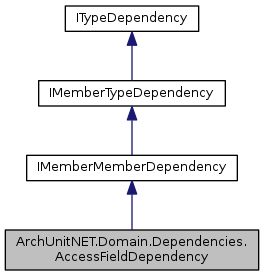 ITypeDependency
IMemberTypeDependency
IMemberMemberDependency
ArchUnitNET.Domain.Dependencies.
AccessFieldDependency